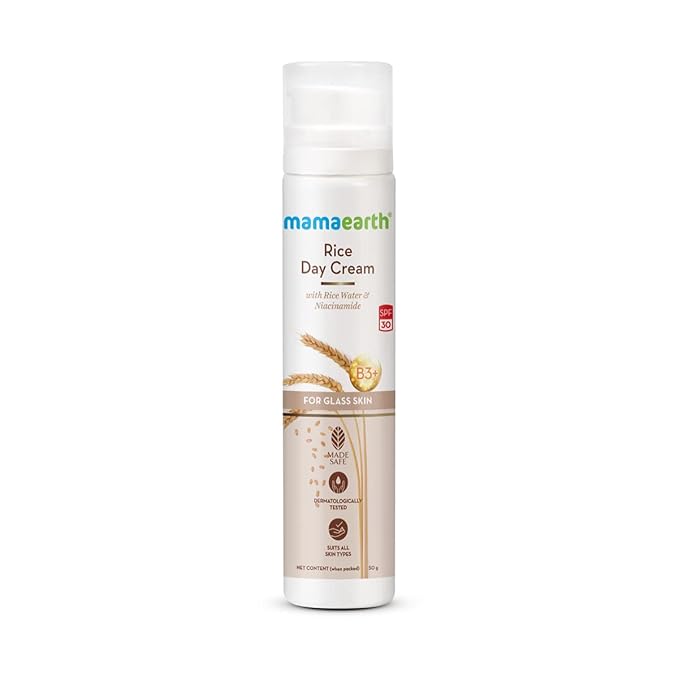 mamaearth®
Rice
Day Cream
with Rice Water &
Niacinamide
SPF
30
B3+
FOR GLASS SKIN
MADE
SAFE
DERMATOLOGICALLY
TESTED
SUITS ALL
SKIN TYPES
NET CONTENT (when packed) 50 g